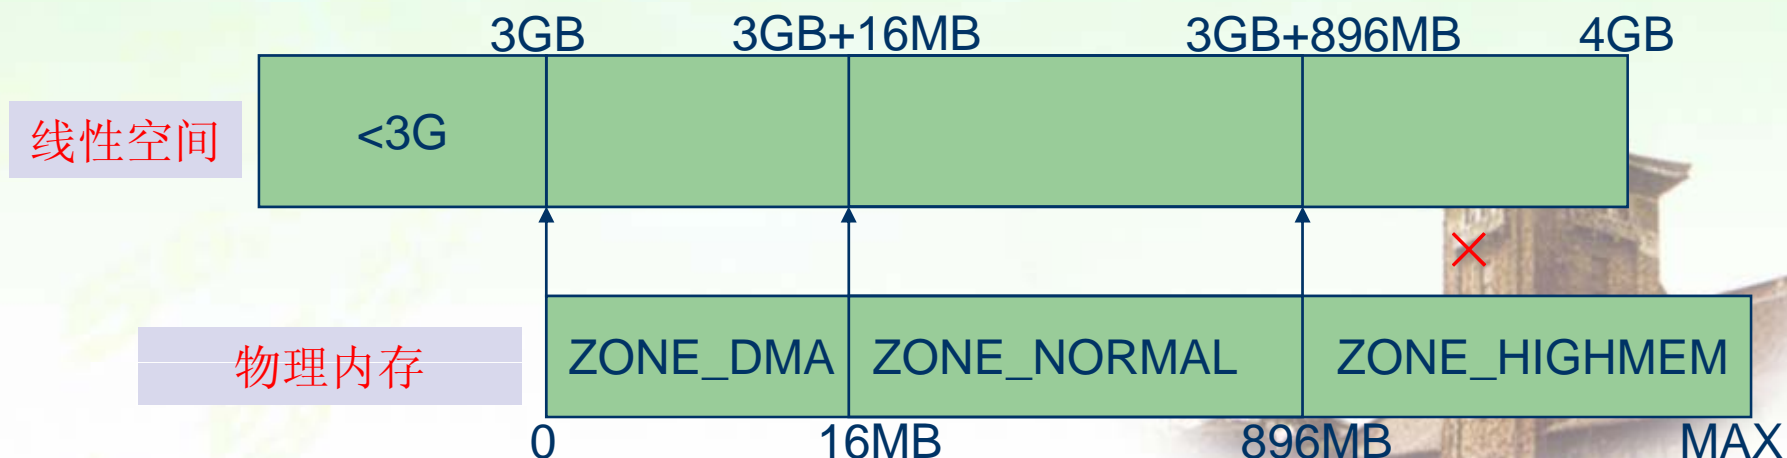 3GB 3GB+16MB 3GB+896MB 4GB
线性空间 <3G
物理内存 ZONE_DMA ZONE_NORMAL ZONE_HIGHMEM
0 16MB 896MB MAX